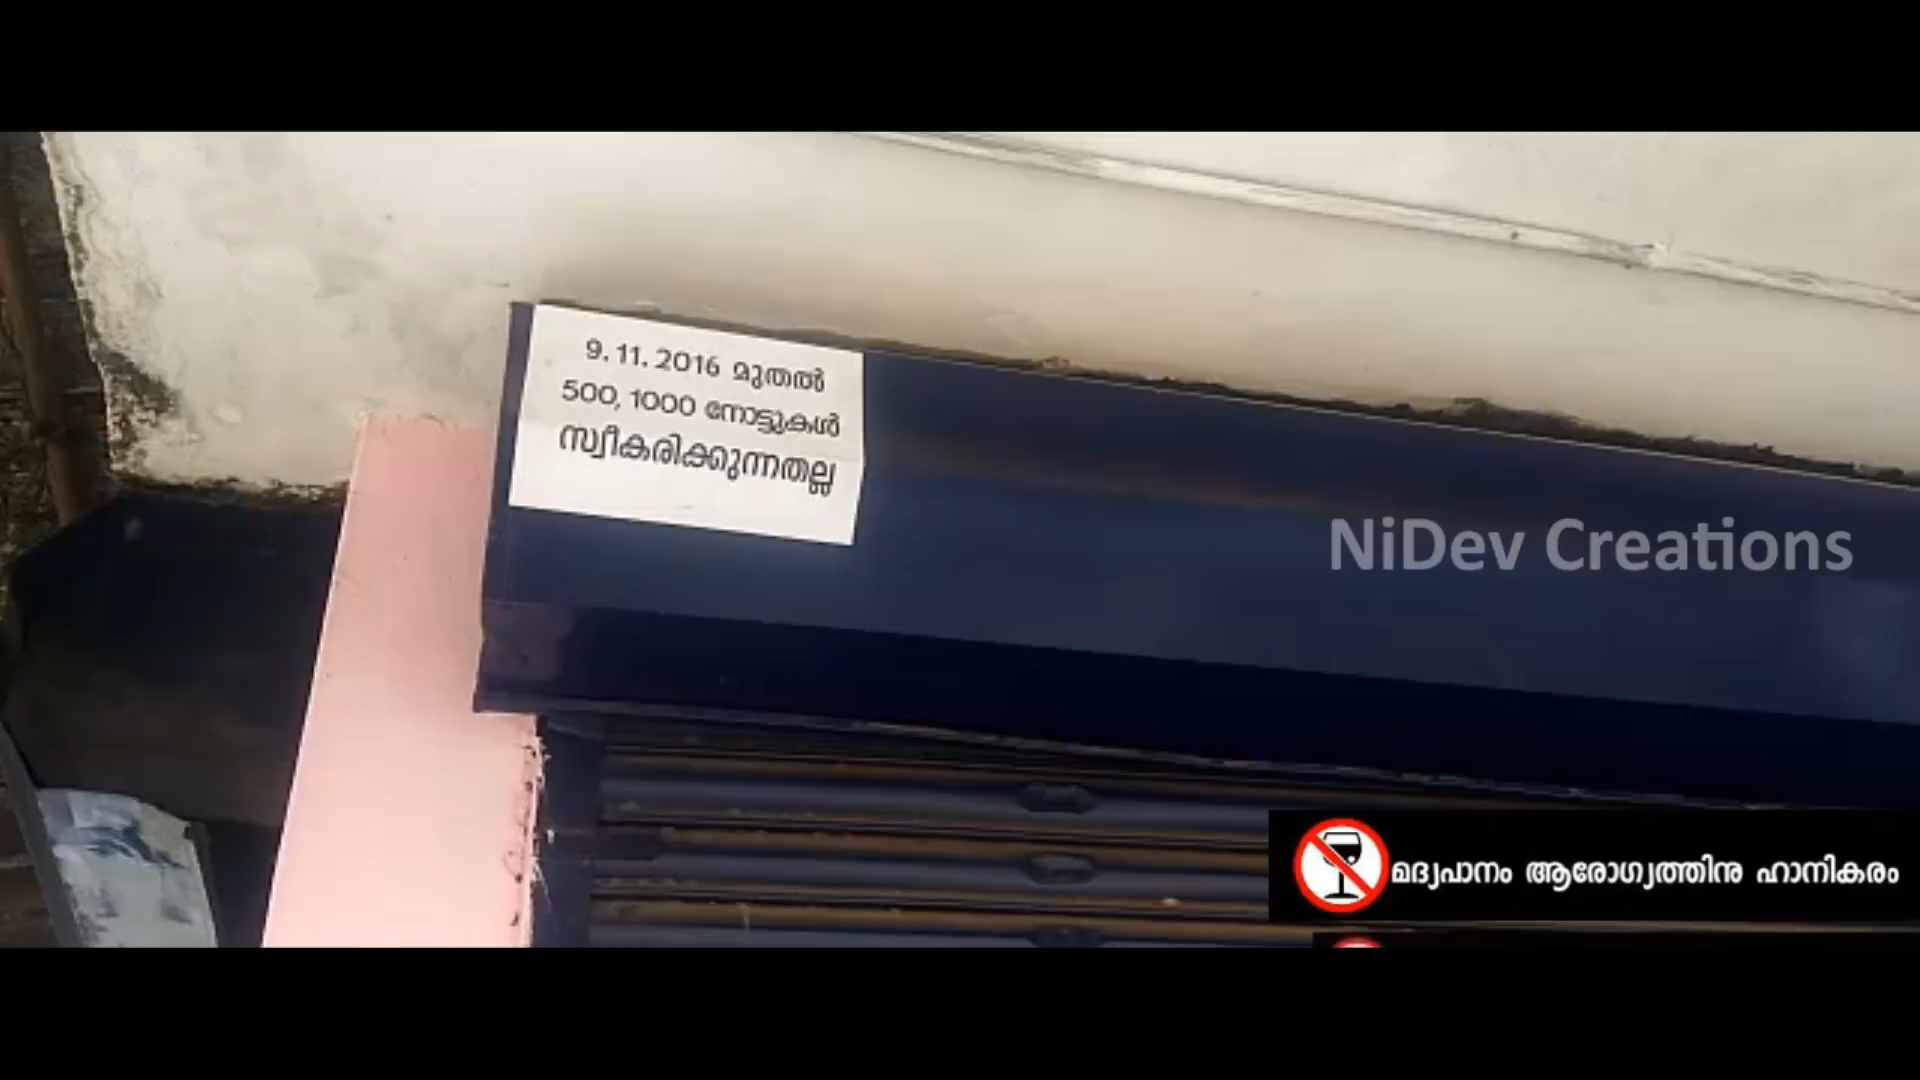 9.11.2016 മുതൽ
500, 1000 നോട്ടുകൾ
സ്വീകരിക്കുന്നതല്ല
NiDev Creations
മദ്യപാനം ആരോഗ്യത്തിനു ഹാനികരം